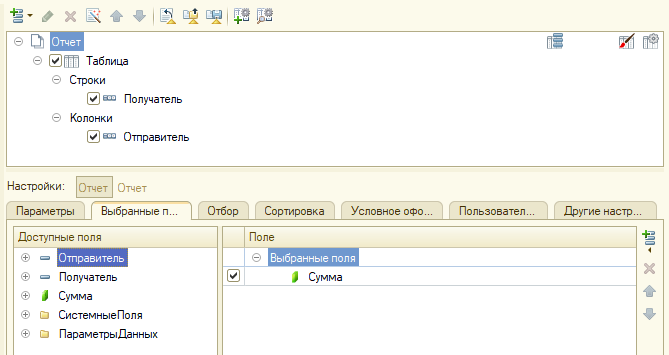 Отчет
Таблица
Строки
Получатель
Колонки
Отправитель
Настройки: Отчет Отчет
Параметры Выбранные п... Отбор Сортировка Условное офо... Пользовател... Другие настр...
Доступные поля Поле
Отправитель Выбранные поля
Получатель Сумма
Сумма
СистемныеПоля
ПараметрыДанных